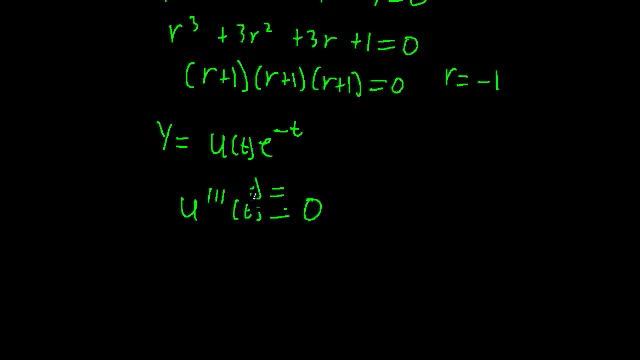 r³ + 3r² + 3r + 1 = 0
(r+1)(r+1)(r+1) = 0 r = -1
y = u(t)e^{-t}
u'''(t) = 0